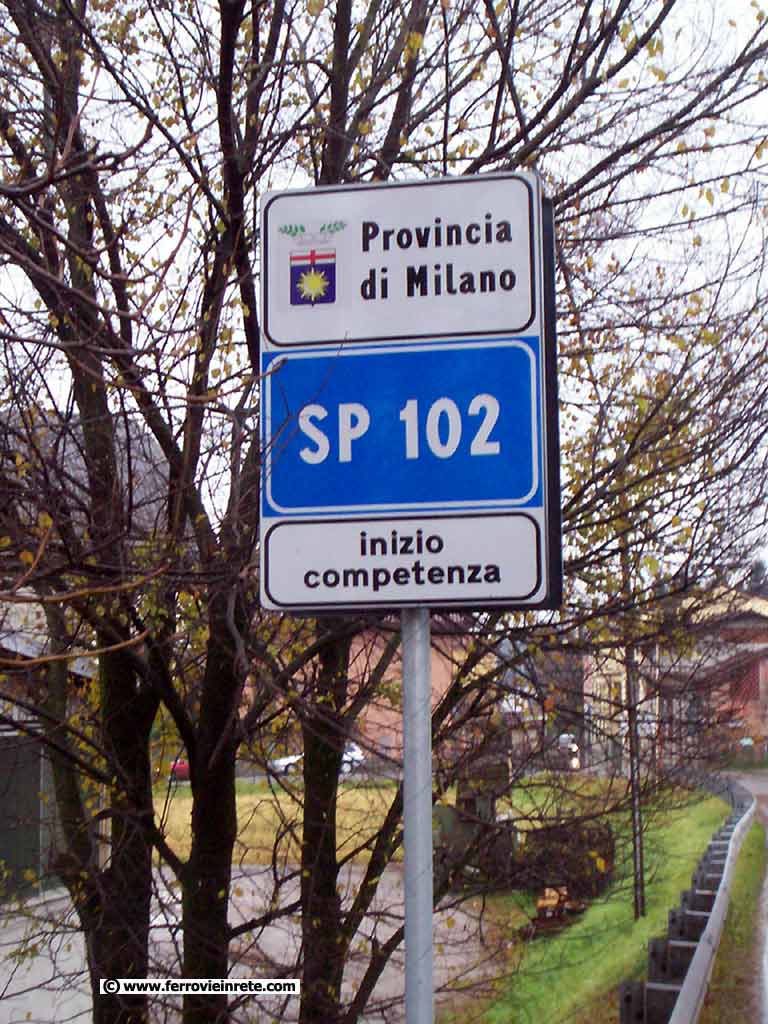 Provincia
di Milano
SP 102
inizio
competenza
© www.ferrovieinrete.com